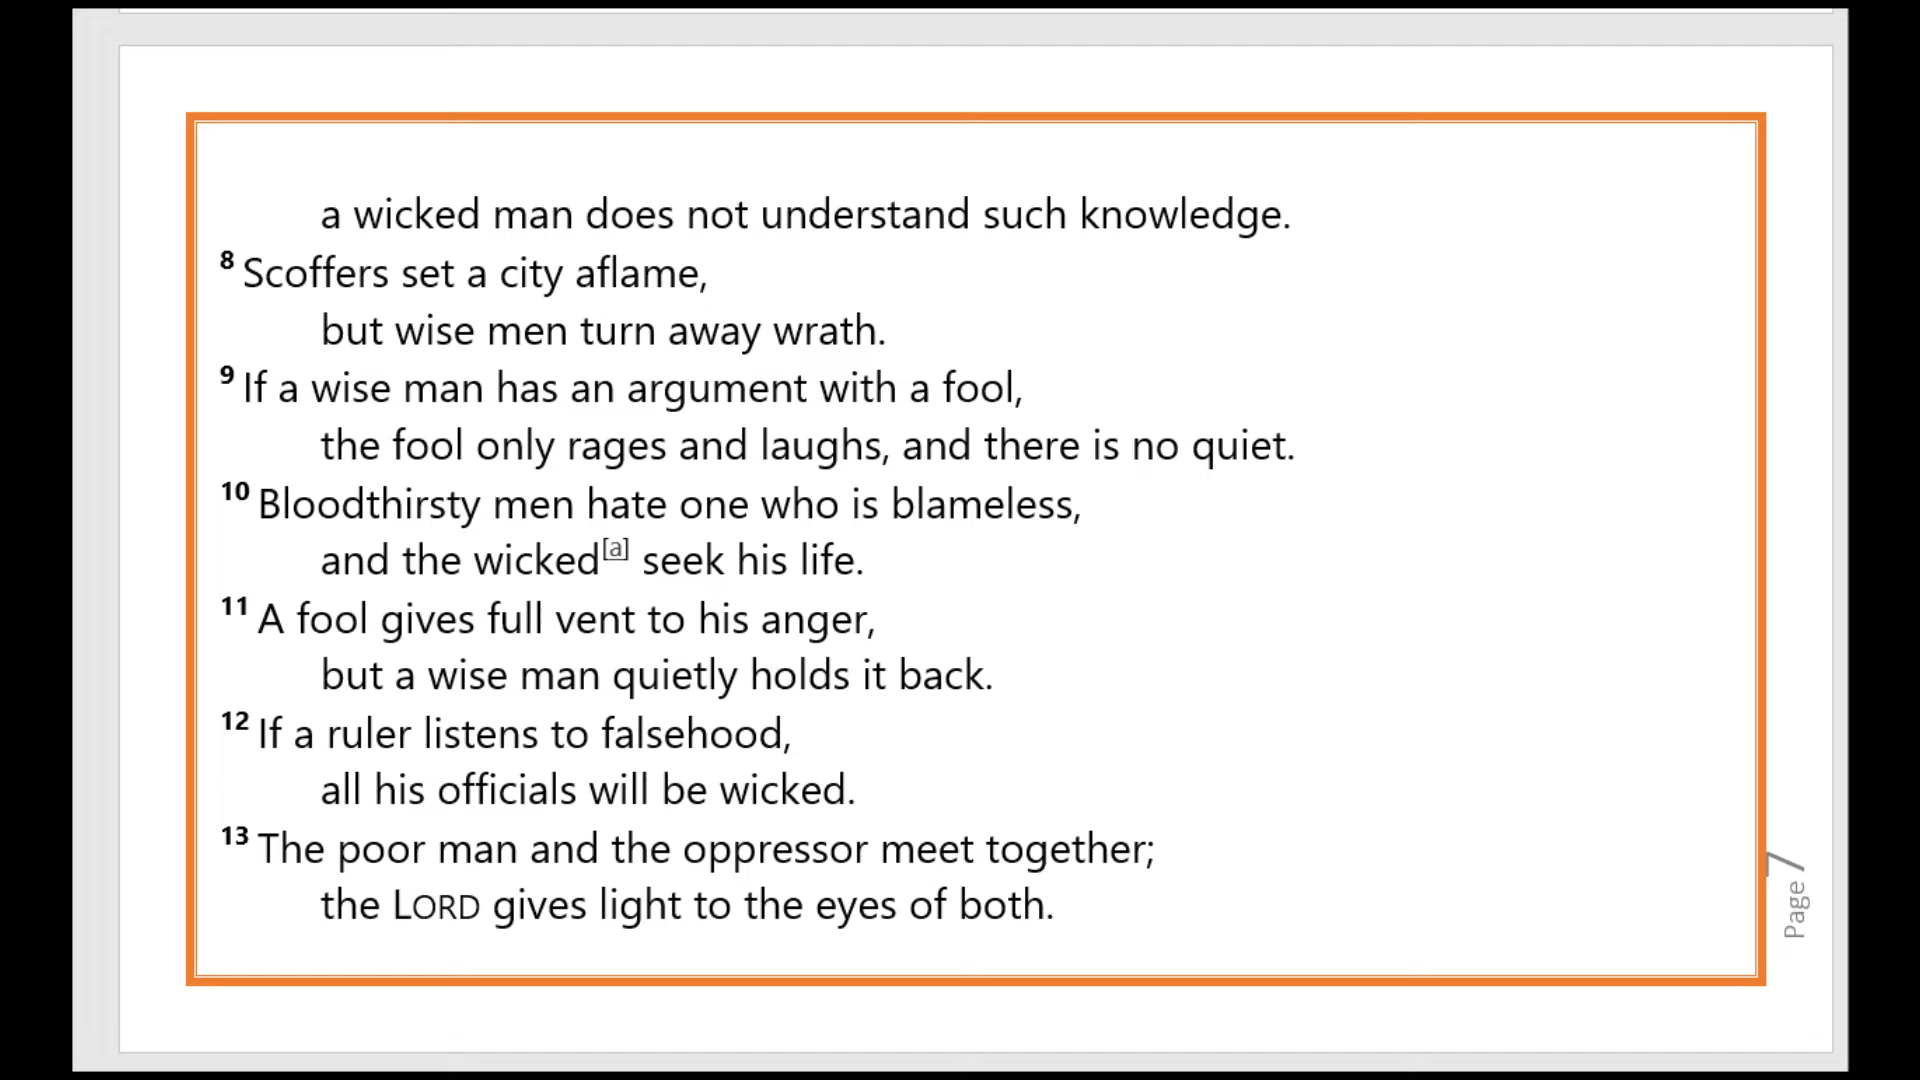 a wicked man does not understand such knowledge.
8 Scoffers set a city aflame,
but wise men turn away wrath.
9 If a wise man has an argument with a fool,
the fool only rages and laughs, and there is no quiet.
10 Bloodthirsty men hate one who is blameless,
and the wicked[a] seek his life.
11 A fool gives full vent to his anger,
but a wise man quietly holds it back.
12 If a ruler listens to falsehood,
all his officials will be wicked.
13 The poor man and the oppressor meet together;
the LORD gives light to the eyes of both.
Page 7